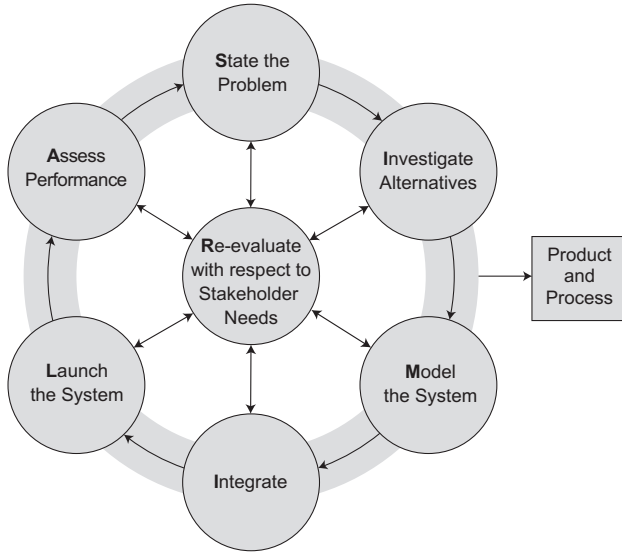 State the
Problem
Investigate
Alternatives
Model
the System
Integrate
Launch
the System
Assess
Performance
Re-evaluate
with respect to
Stakeholder
Needs
Product
and
Process